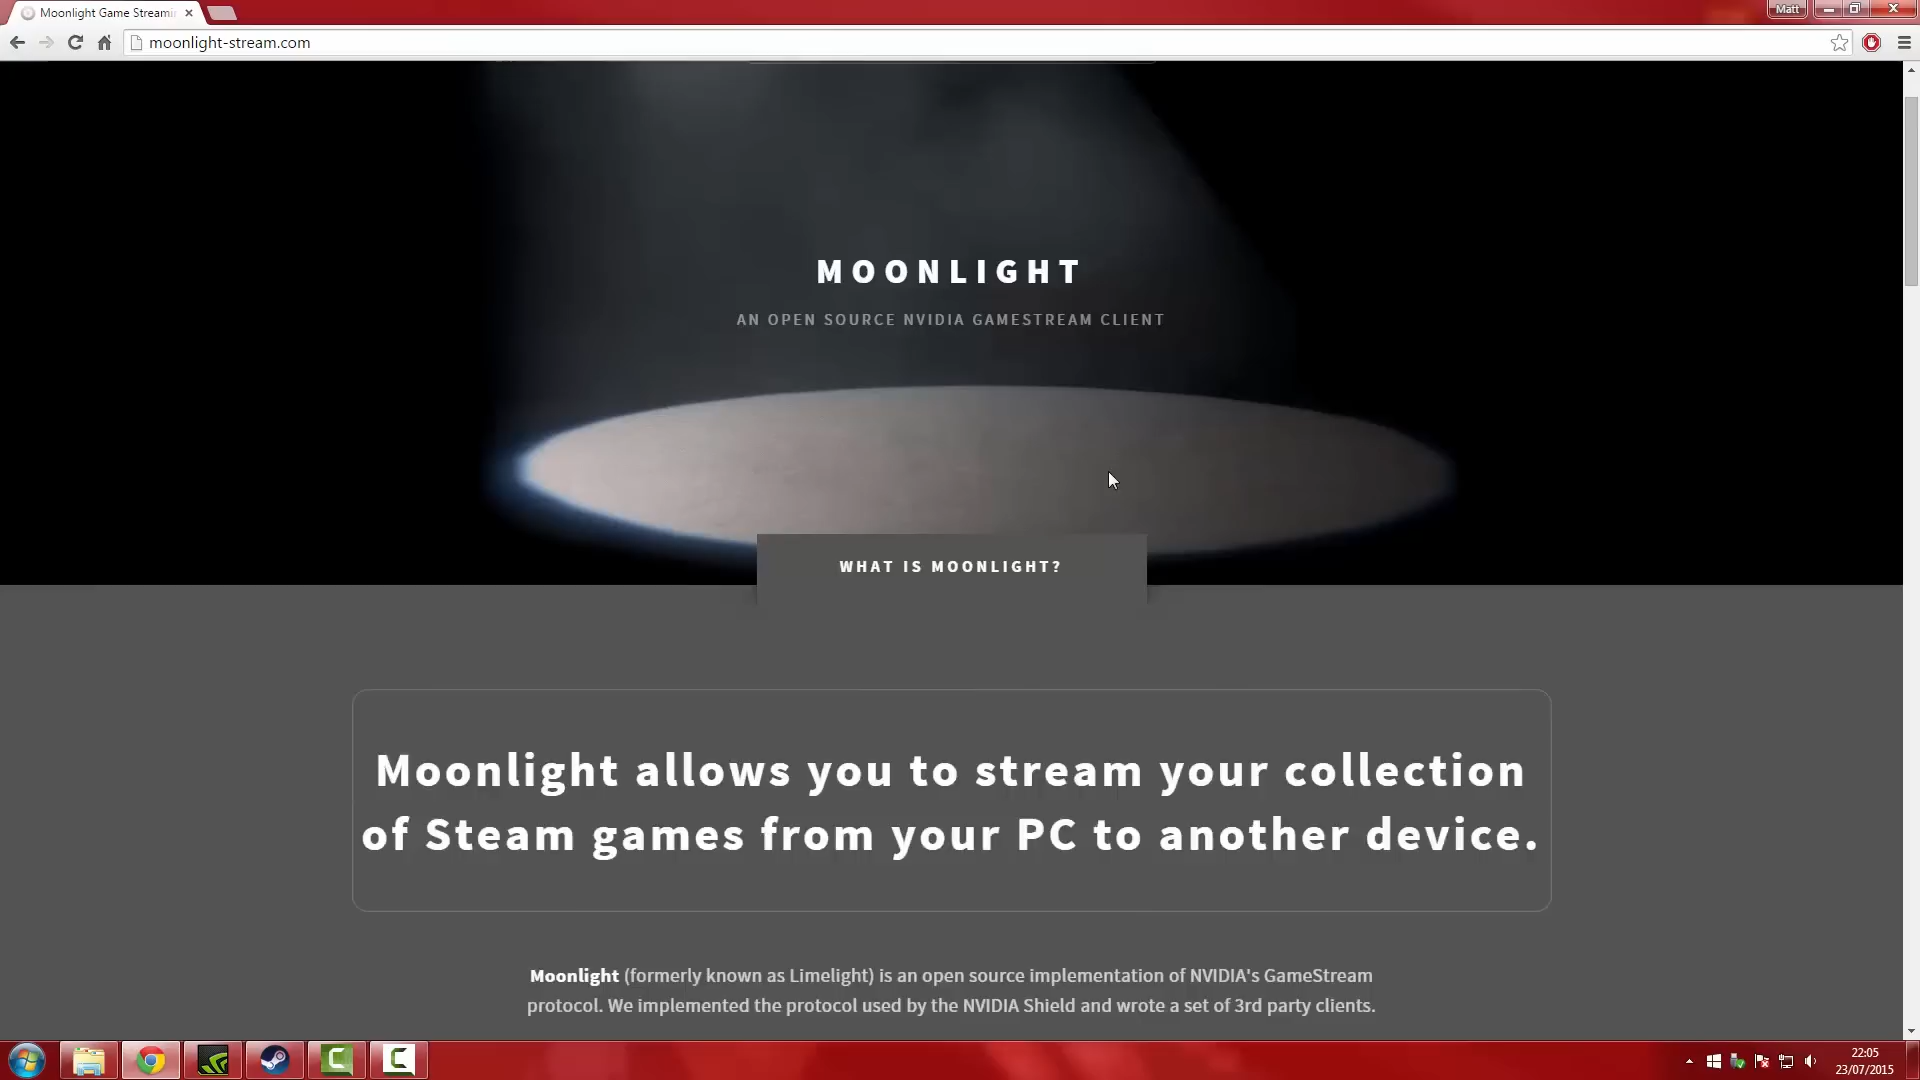 Moonlight Game Streami
Matt
moonlight-stream.com
MOONLIGHT
AN OPEN SOURCE NVIDIA GAMESTREAM CLIENT
WHAT IS MOONLIGHT?
Moonlight allows you to stream your collection
of Steam games from your PC to another device.
Moonlight (formerly known as Limelight) is an open source implementation of NVIDIA's GameStream
protocol. We implemented the protocol used by the NVIDIA Shield and wrote a set of 3rd party clients.
22:05
23/07/2015